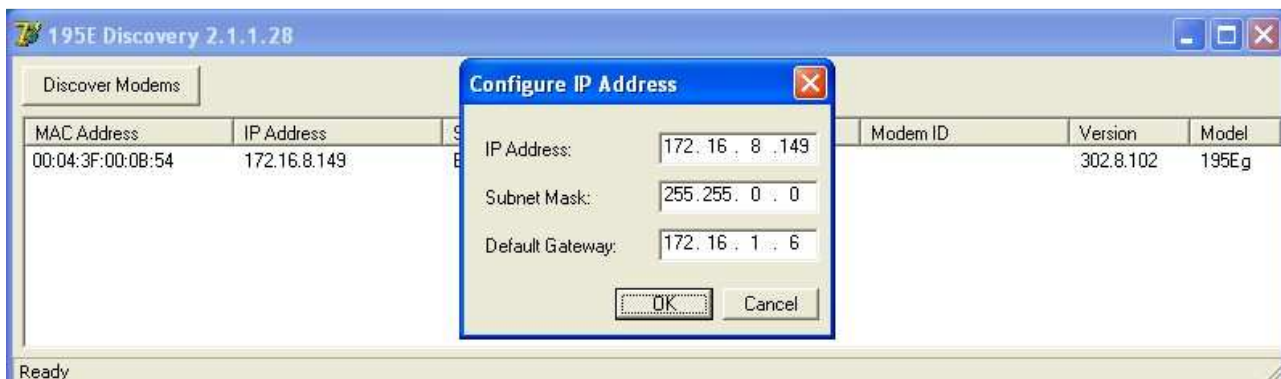 195E Discovery 2.1.1.28
Discover Modems
MAC Address IP Address Modem ID Version Model
00:04:3F:00:0B:54 172.16.8.149 302.8.102 195Eg
Configure IP Address
IP Address: 172. 16 . 8 .149
Subnet Mask: 255.255. 0 . 0
Default Gateway: 172. 16 . 1 . 6
OK Cancel
Ready